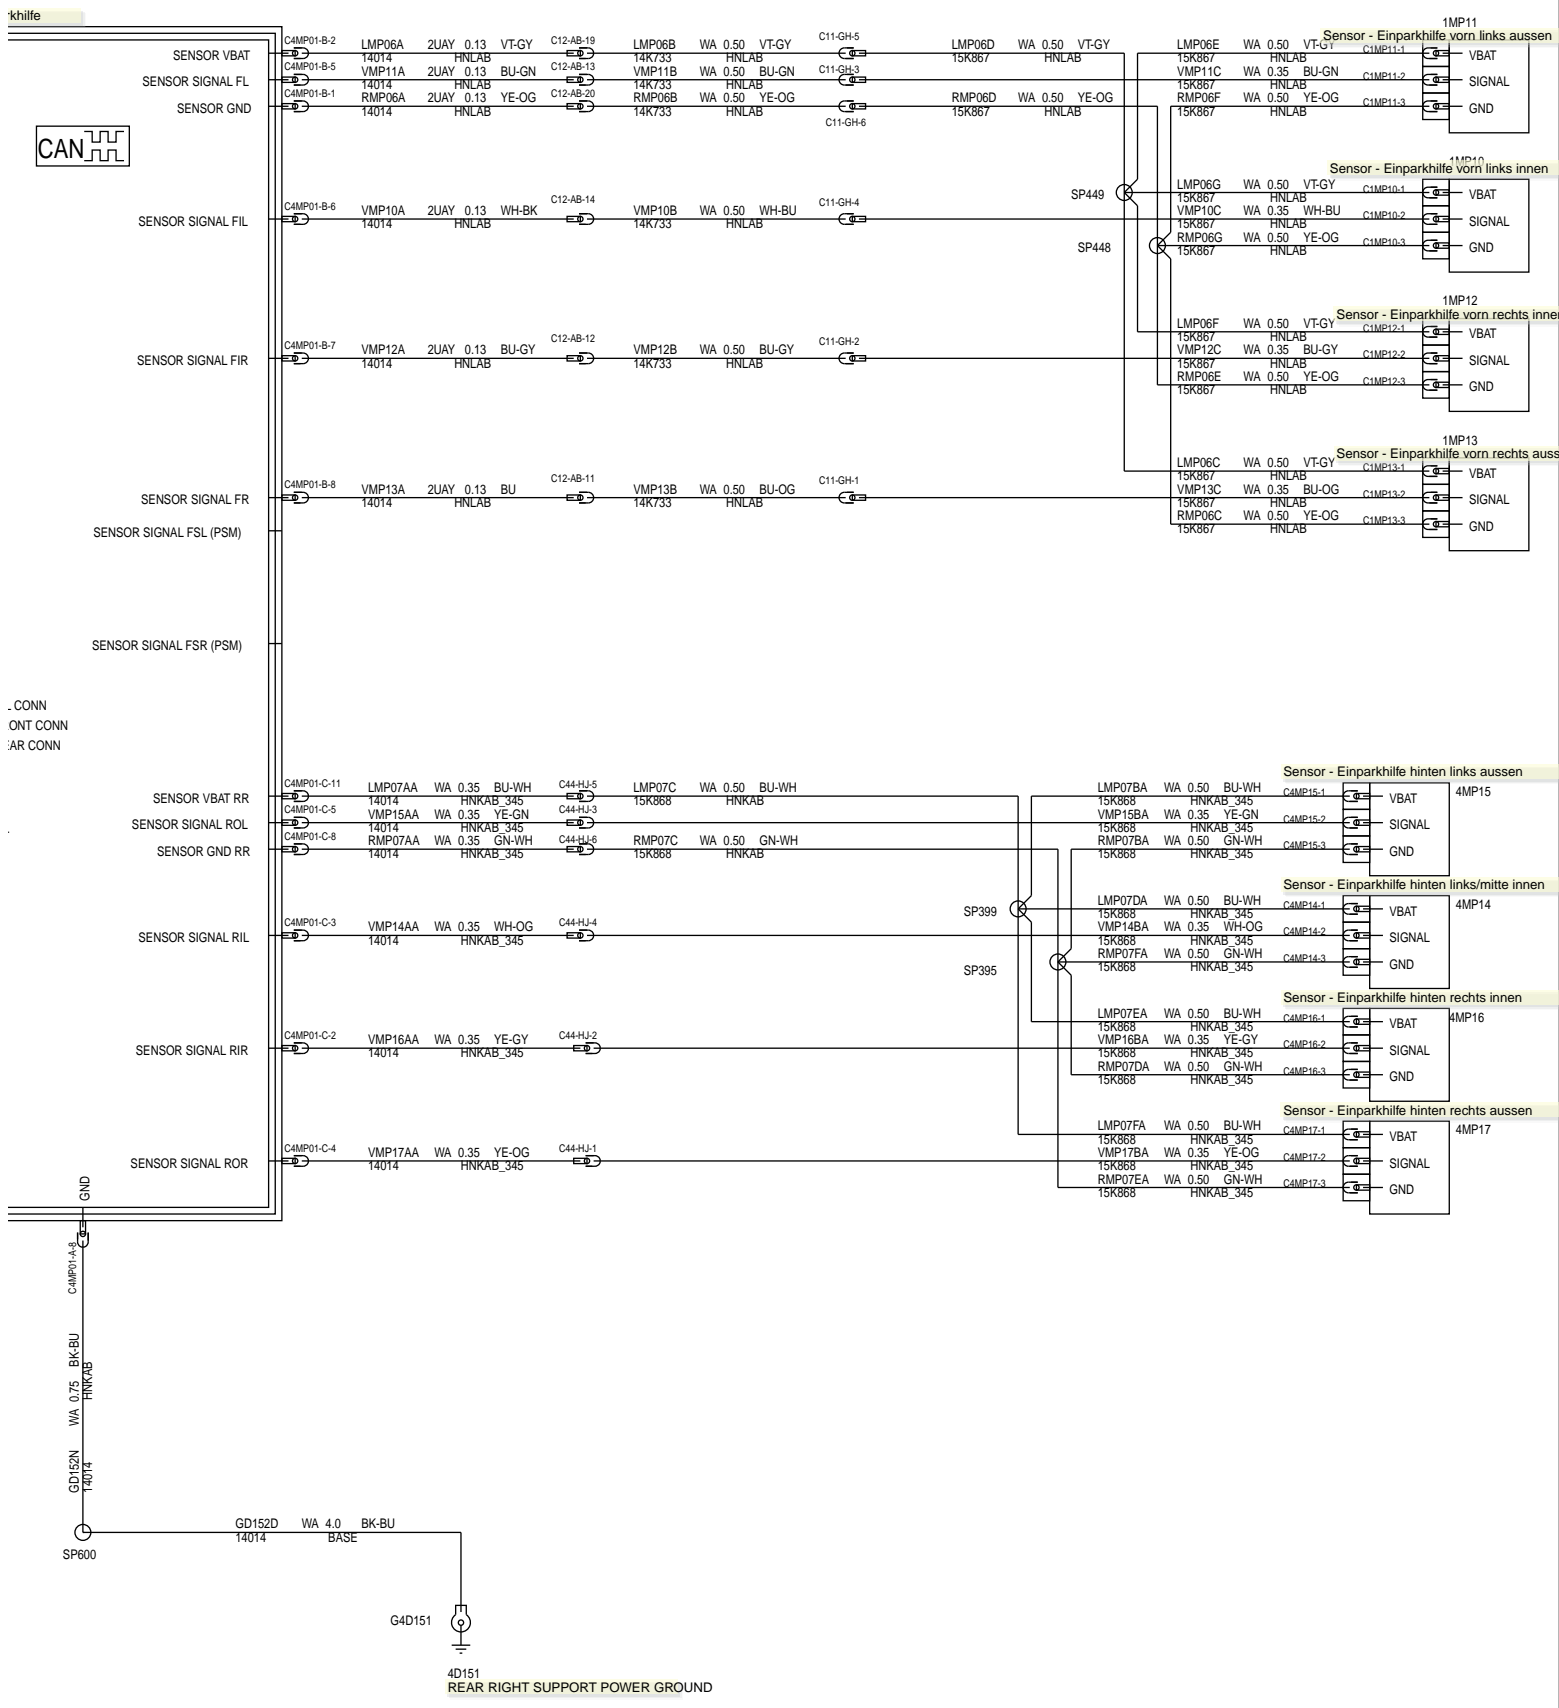 rkhilfe
1MP11
Sensor - Einparkhilfe vorn links aussen
SENSOR VBAT
C4MP01-B-2
LMP06A 2UAY 0.13 VT-GY
14014 HNLAB
C12-AB-19
LMP06B WA 0.50 VT-GY
14K733 HNLAB
C11-GH-5
LMP06D WA 0.50 VT-GY
15K867 HNLAB
LMP06E WA 0.50 VT-GY
15K867 HNLAB
C1MP11-1
VBAT
SENSOR SIGNAL FL
C4MP01-B-5
VMP11A 2UAY 0.13 BU-GN
14014 HNLAB
C12-AB-13
VMP11B WA 0.50 BU-GN
14K733 HNLAB
C11-GH-3
VMP11C WA 0.35 BU-GN
15K867 HNLAB
C1MP11-2
SIGNAL
SENSOR GND
C4MP01-B-1
RMP06A 2UAY 0.13 YE-OG
14014 HNLAB
C12-AB-20
RMP06B WA 0.50 YE-OG
14K733 HNLAB
C11-GH-6
RMP06D WA 0.50 YE-OG
15K867 HNLAB
RMP06F WA 0.50 YE-OG
15K867 HNLAB
C1MP11-3
GND
CAN
1MP10
Sensor - Einparkhilfe vorn links innen
SP449
LMP06G WA 0.50 VT-GY
15K867 HNLAB
C1MP10-1
VBAT
SENSOR SIGNAL FIL
C4MP01-B-6
VMP10A 2UAY 0.13 WH-BK
14014 HNLAB
C12-AB-14
VMP10B WA 0.50 WH-BU
14K733 HNLAB
C11-GH-4
VMP10C WA 0.35 WH-BU
15K867 HNLAB
C1MP10-2
SIGNAL
SP448
RMP06G WA 0.50 YE-OG
15K867 HNLAB
C1MP10-3
GND
1MP12
Sensor - Einparkhilfe vorn rechts inne
LMP06F WA 0.50 VT-GY
15K867 HNLAB
C1MP12-1
VBAT
SENSOR SIGNAL FIR
C4MP01-B-7
VMP12A 2UAY 0.13 BU-GY
14014 HNLAB
C12-AB-12
VMP12B WA 0.50 BU-GY
14K733 HNLAB
C11-GH-2
VMP12C WA 0.35 BU-GY
15K867 HNLAB
C1MP12-2
SIGNAL
RMP06E WA 0.50 YE-OG
15K867 HNLAB
C1MP12-3
GND
1MP13
Sensor - Einparkhilfe vorn rechts auss
LMP06C WA 0.50 VT-GY
15K867 HNLAB
C1MP13-1
VBAT
SENSOR SIGNAL FR
C4MP01-B-8
VMP13A 2UAY 0.13 BU
14014 HNLAB
C12-AB-11
VMP13B WA 0.50 BU-OG
14K733 HNLAB
C11-GH-1
VMP13C WA 0.35 BU-OG
15K867 HNLAB
C1MP13-2
SIGNAL
RMP06C WA 0.50 YE-OG
15K867 HNLAB
C1MP13-3
GND
SENSOR SIGNAL FSL (PSM)
SENSOR SIGNAL FSR (PSM)
CONN
ONT CONN
EAR CONN
Sensor - Einparkhilfe hinten links aussen
4MP15
SENSOR VBAT RR
C4MP01-C-11
LMP07AA WA 0.35 BU-WH
14014 HNKAB_345
C44-HJ-5
LMP07C WA 0.50 BU-WH
15K868 HNKAB
LMP07BA WA 0.50 BU-WH
15K868 HNKAB_345
C4MP15-1
VBAT
SENSOR SIGNAL ROL
C4MP01-C-5
VMP15AA WA 0.35 YE-GN
14014 HNKAB_345
C44-HJ-3
VMP15BA WA 0.35 YE-GN
15K868 HNKAB_345
C4MP15-2
SIGNAL
SENSOR GND RR
C4MP01-C-8
RMP07AA WA 0.35 GN-WH
14014 HNKAB_345
C44-HJ-6
RMP07C WA 0.50 GN-WH
15K868 HNKAB
RMP07BA WA 0.50 GN-WH
15K868 HNKAB_345
C4MP15-3
GND
Sensor - Einparkhilfe hinten links/mitte innen
4MP14
SP399
LMP07DA WA 0.50 BU-WH
15K868 HNKAB_345
C4MP14-1
VBAT
SENSOR SIGNAL RIL
C4MP01-C-3
VMP14AA WA 0.35 WH-OG
14014 HNKAB_345
C44-HJ-4
VMP14BA WA 0.35 WH-OG
15K868 HNKAB_345
C4MP14-2
SIGNAL
SP395
RMP07FA WA 0.50 GN-WH
15K868 HNKAB_345
C4MP14-3
GND
Sensor - Einparkhilfe hinten rechts innen
4MP16
LMP07EA WA 0.50 BU-WH
15K868 HNKAB_345
C4MP16-1
VBAT
SENSOR SIGNAL RIR
C4MP01-C-2
VMP16AA WA 0.35 YE-GY
14014 HNKAB_345
C44-HJ-2
VMP16BA WA 0.35 YE-GY
15K868 HNKAB_345
C4MP16-2
SIGNAL
RMP07DA WA 0.50 GN-WH
15K868 HNKAB_345
C4MP16-3
GND
Sensor - Einparkhilfe hinten rechts aussen
4MP17
LMP07FA WA 0.50 BU-WH
15K868 HNKAB_345
C4MP17-1
VBAT
SENSOR SIGNAL ROR
C4MP01-C-4
VMP17AA WA 0.35 YE-OG
14014 HNKAB_345
C44-HJ-1
VMP17BA WA 0.35 YE-OG
15K868 HNKAB_345
C4MP17-2
SIGNAL
RMP07EA WA 0.50 GN-WH
15K868 HNKAB_345
C4MP17-3
GND
GND
C4MP01-A-8
GD152N WA 0.75 BK-BU
14014 HNKAB
SP600
GD152D WA 4.0 BK-BU
14014 BASE
G4D151
4D151
REAR RIGHT SUPPORT POWER GROUND